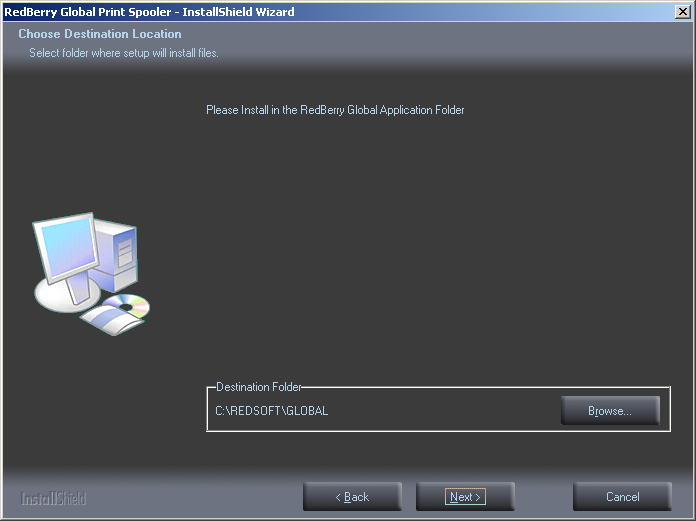 RedBerry Global Print Spooler - InstallShield Wizard
Choose Destination Location
Select folder where setup will install files.
Please Install in the RedBerry Global Application Folder
Destination Folder
C:\REDSOFT\GLOBAL
Browse...
InstallShield
< Back
Next >
Cancel